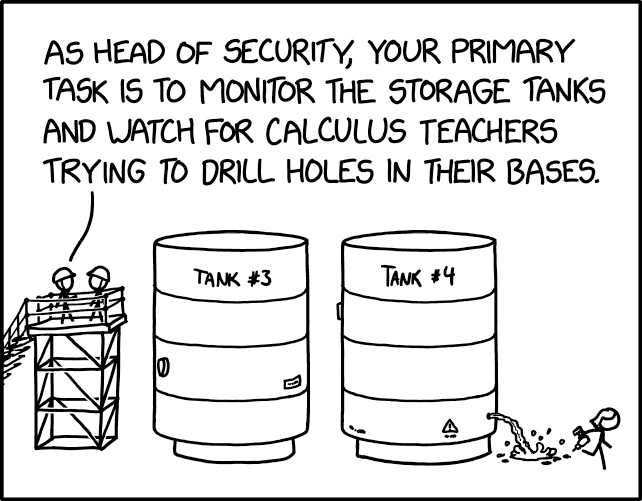 AS HEAD OF SECURITY, YOUR PRIMARY
TASK IS TO MONITOR THE STORAGE TANKS
AND WATCH FOR CALCULUS TEACHERS
TRYING TO DRILL HOLES IN THEIR BASES.
TANK #3
TANK #4